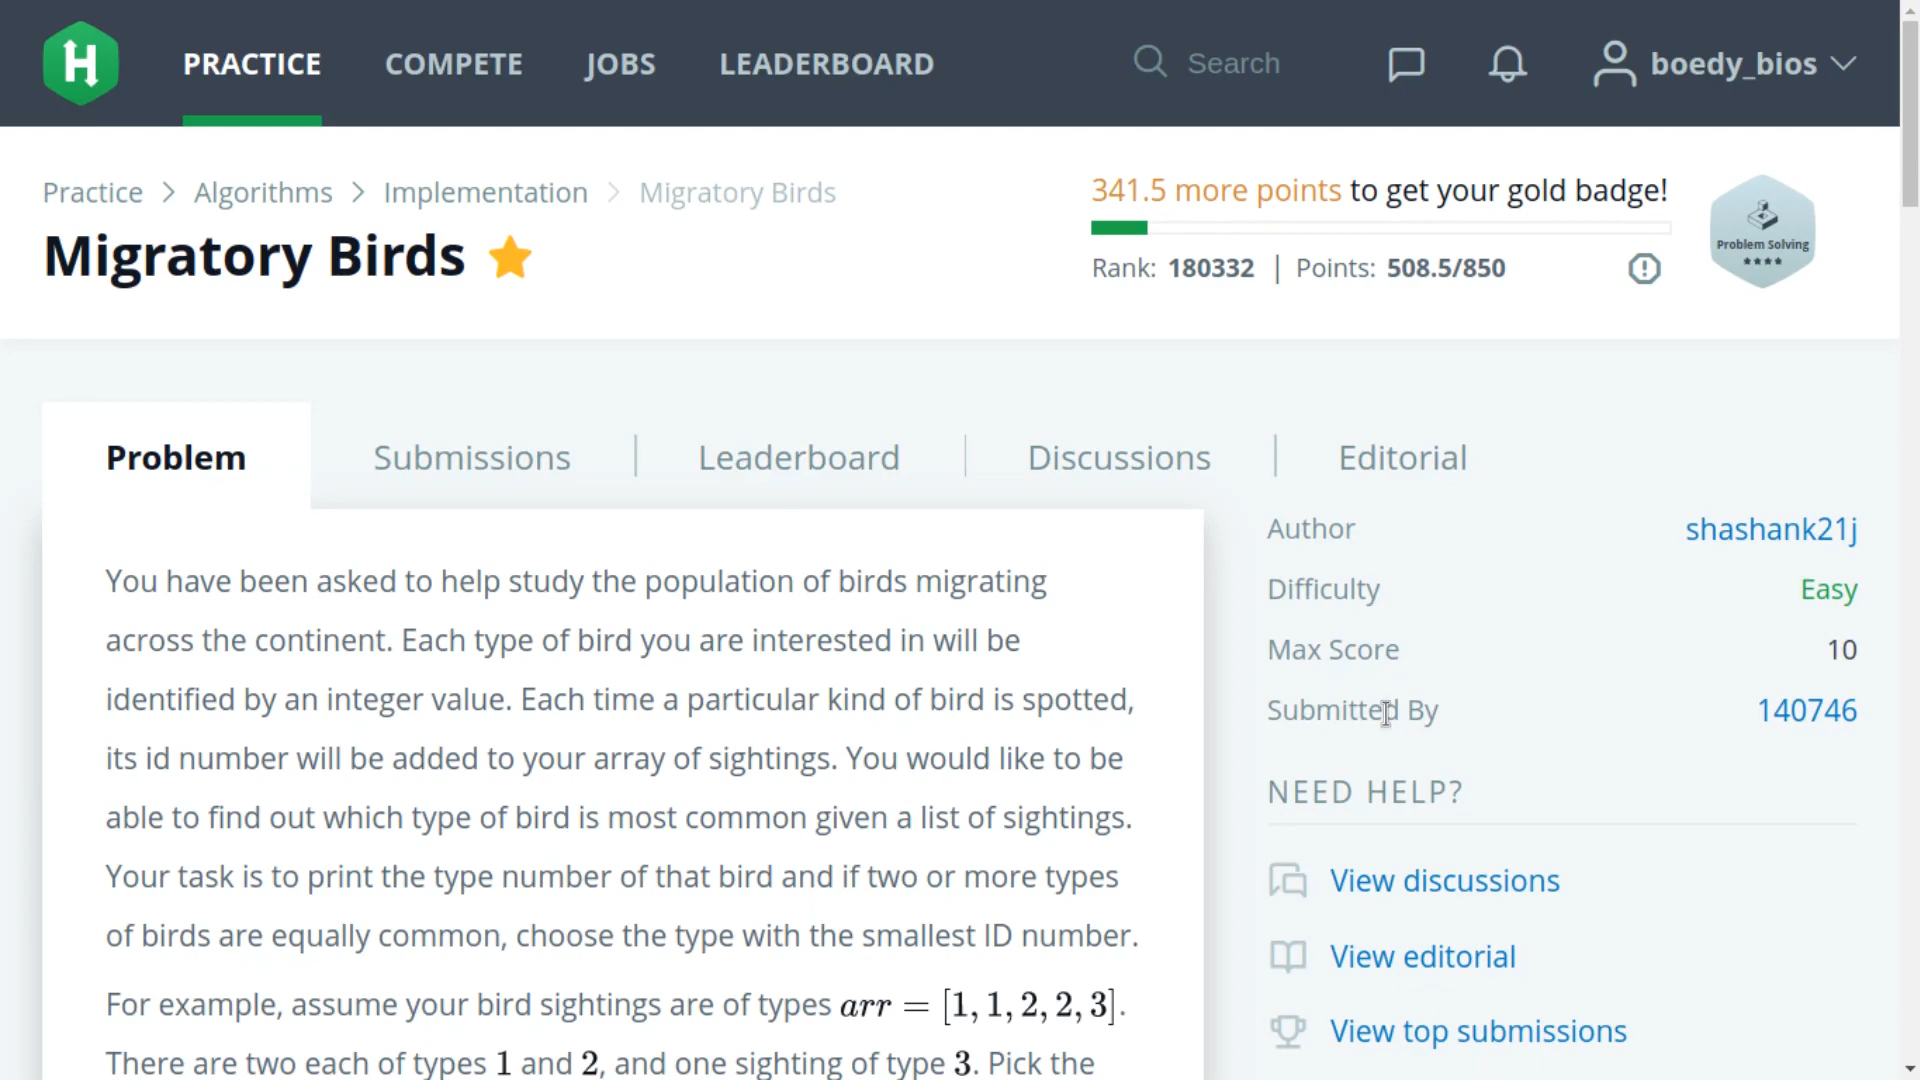 PRACTICE COMPETE JOBS LEADERBOARD Search boedy_bios
Practice > Algorithms > Implementation > Migratory Birds
341.5 more points to get your gold badge!
Migratory Birds
Problem Solving
Rank: 180332 | Points: 508.5/850
Problem Submissions Leaderboard Discussions Editorial
Author shashank21j
Difficulty Easy
Max Score 10
Submitted By 140746
NEED HELP?
View discussions
View editorial
View top submissions
You have been asked to help study the population of birds migrating
across the continent. Each type of bird you are interested in will be
identified by an integer value. Each time a particular kind of bird is spotted,
its id number will be added to your array of sightings. You would like to be
able to find out which type of bird is most common given a list of sightings.
Your task is to print the type number of that bird and if two or more types
of birds are equally common, choose the type with the smallest ID number.
For example, assume your bird sightings are of types arr = [1, 1, 2, 2, 3].
There are two each of types 1 and 2, and one sighting of type 3. Pick the